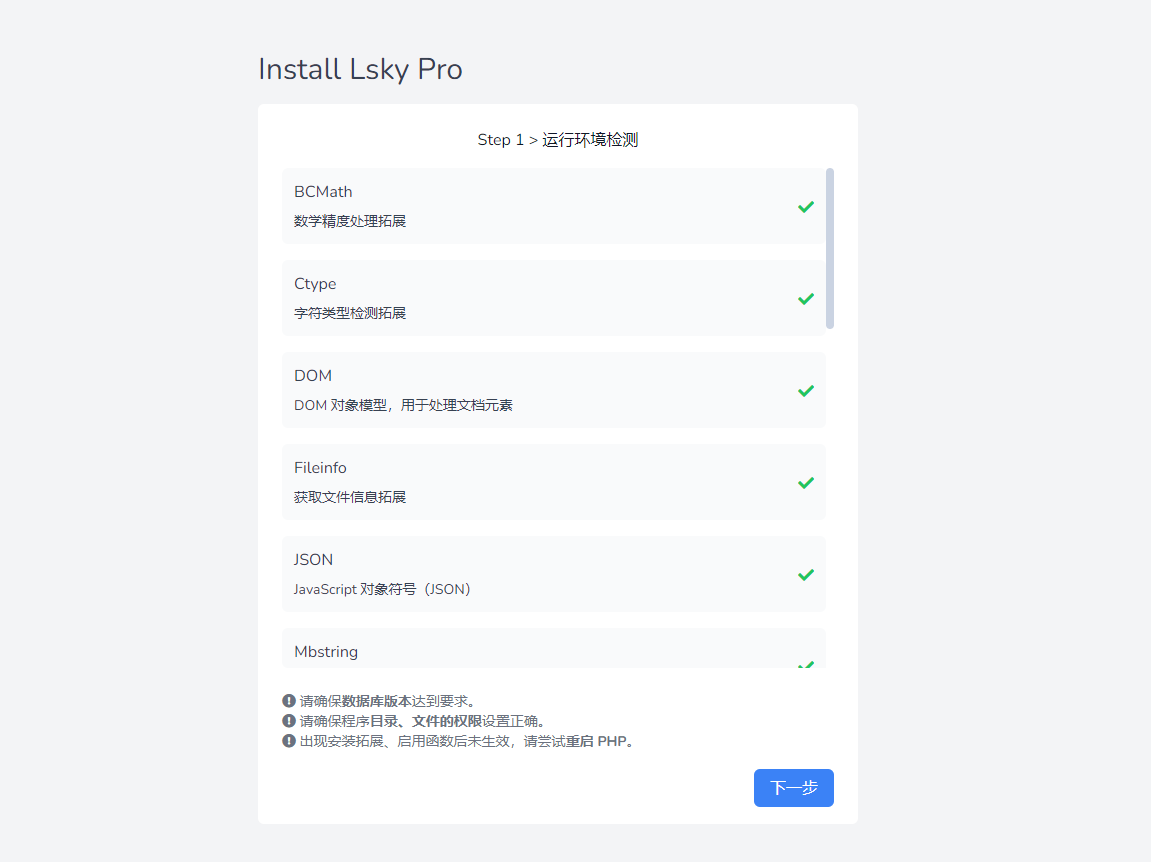 Install Lsky Pro
Step 1 > 运行环境检测
BCMath
数学精度处理拓展
Ctype
字符类型检测拓展
DOM
DOM 对象模型，用于处理文档元素
Fileinfo
获取文件信息拓展
JSON
JavaScript 对象符号（JSON）
Mbstring
请确保数据库版本达到要求。
请确保程序目录、文件的权限设置正确。
出现安装拓展、启用函数后未生效，请尝试重启 PHP。
下一步